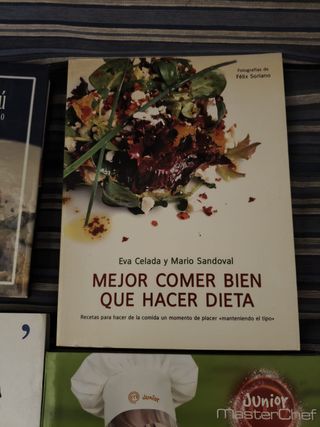 Fotografías de
Félix Soriano
ú
O
Eva Celada y Mario Sandoval
MEJOR COMER BIEN
QUE HACER DIETA
Recetas para hacer de la comida un momento de placer «manteniendo el tipo»
Junior
Junior
MasterChef